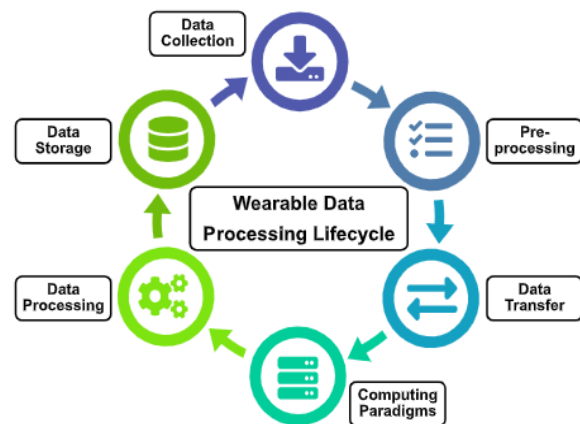 Data
Collection
Pre-
processing
Data
Transfer
Computing
Paradigms
Data
Processing
Data
Storage
Wearable Data
Processing Lifecycle